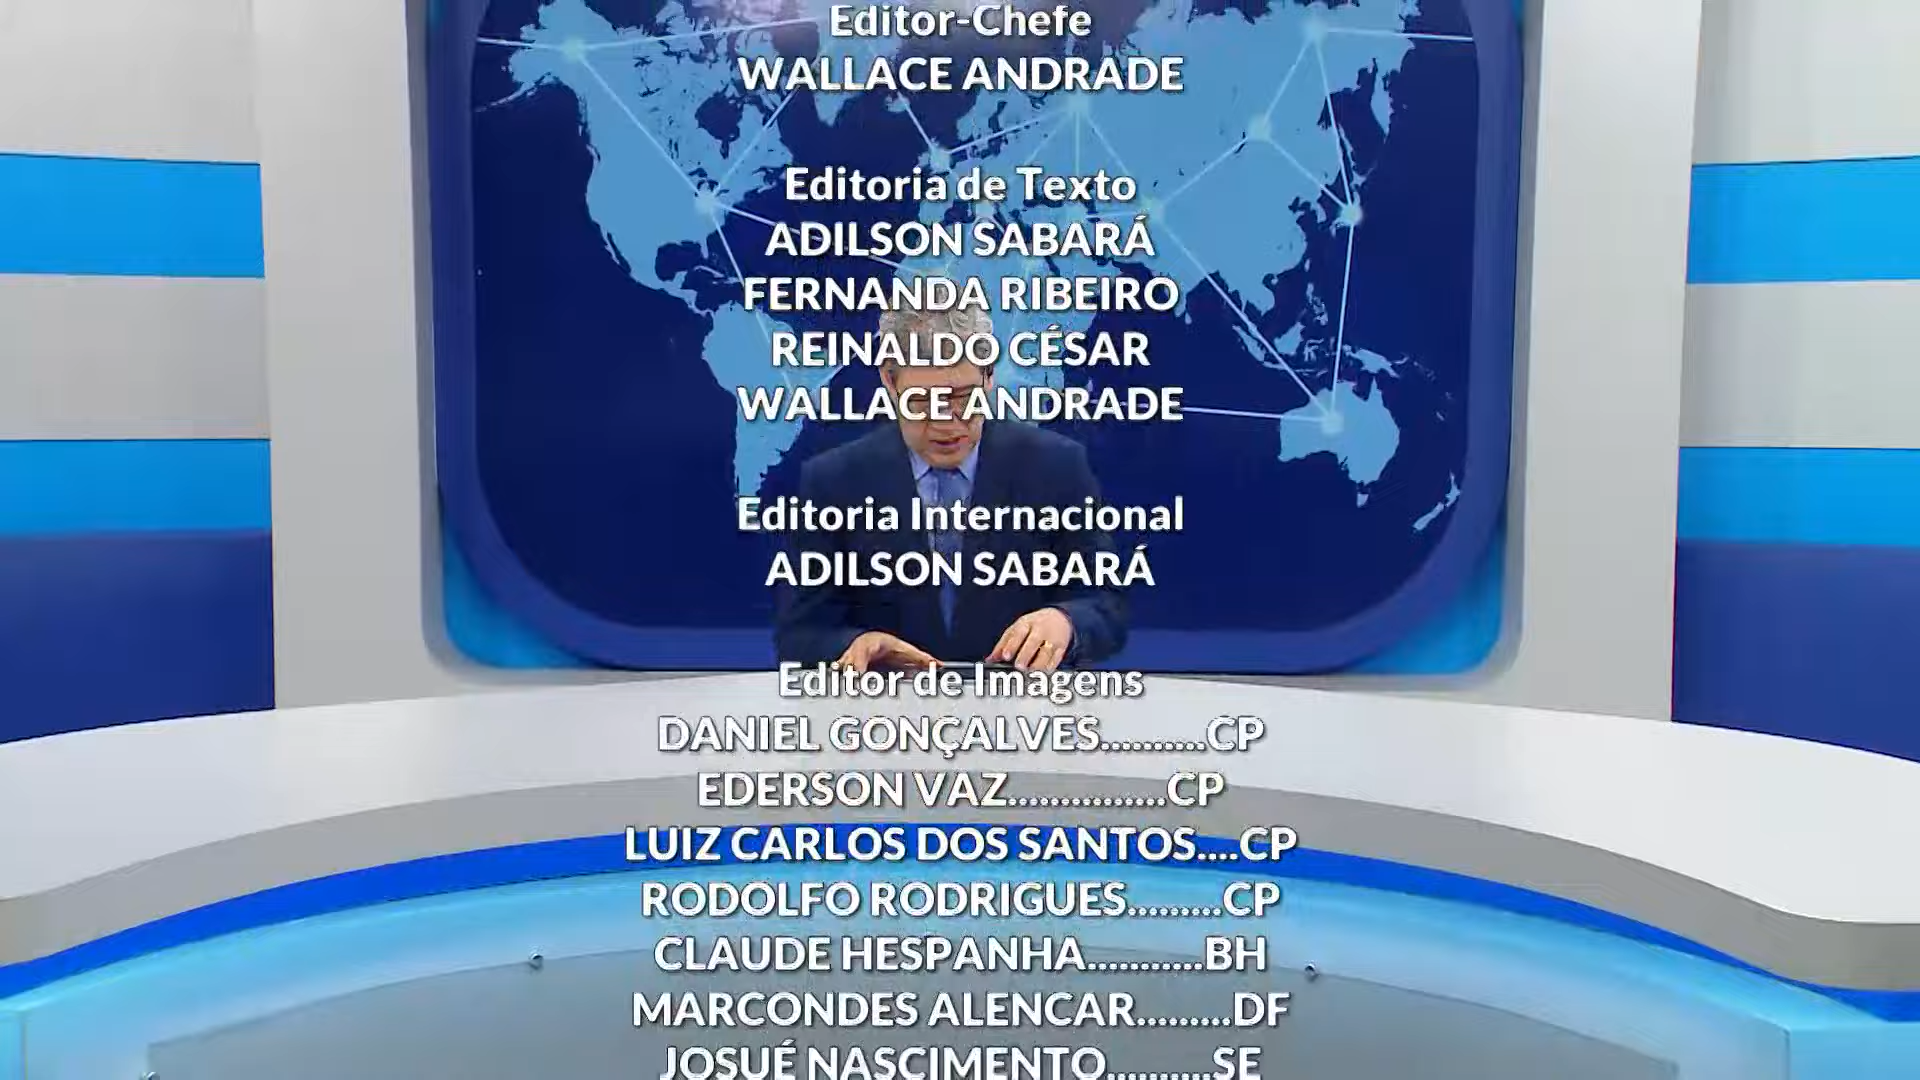 Editor-Chefe
WALLACE ANDRADE
Editoria de Texto
ADILSON SABARÁ
FERNANDA RIBEIRO
REINALDO CÉSAR
WALLACE ANDRADE
Editoria Internacional
ADILSON SABARÁ
Editor de Imagens
DANIEL GONÇALVES..........CP
EDERSON VAZ...............CP
LUIZ CARLOS DOS SANTOS....CP
RODOLFO RODRIGUES.........CP
CLAUDE HESPANHA...........BH
MARCONDES ALENCAR.........DF
JOSUÉ NASCIMENTO..........SE